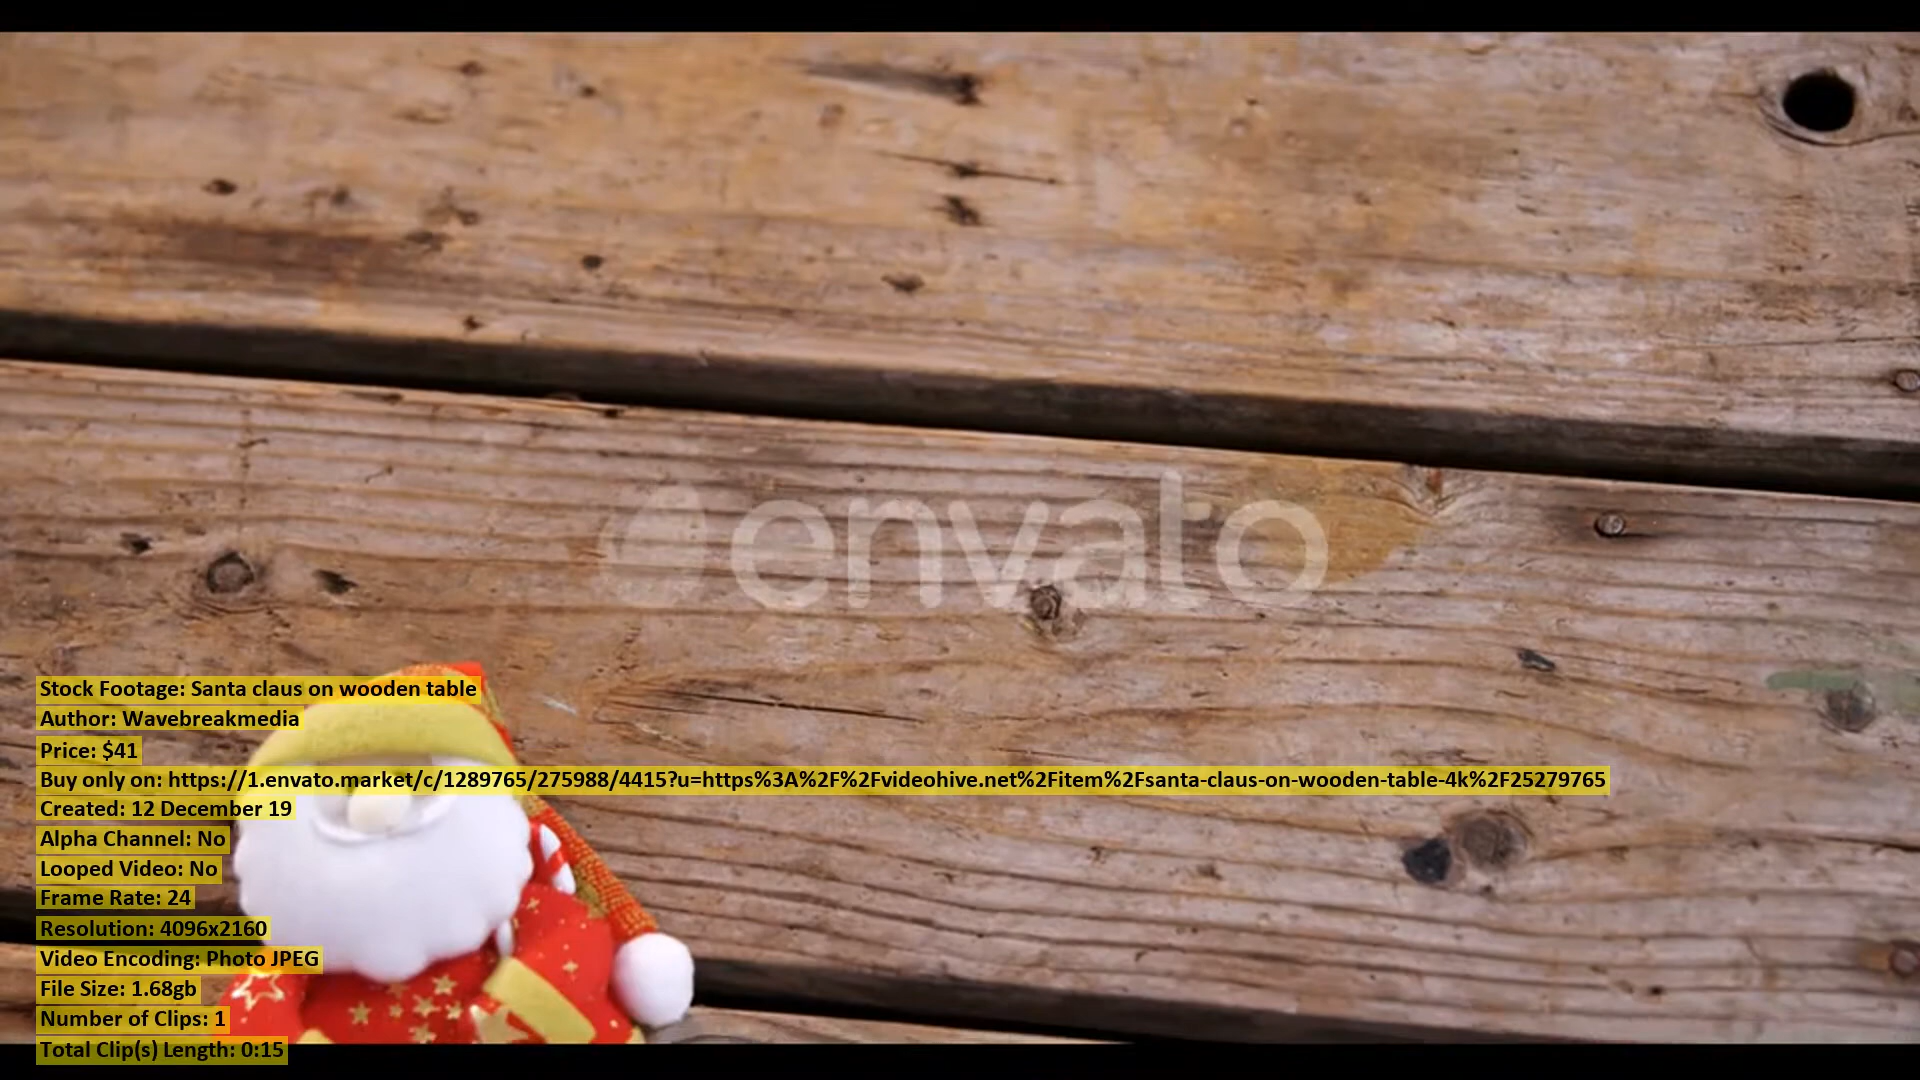 envato
Stock Footage: Santa claus on wooden table
Author: Wavebreakmedia
Price: $41
Buy only on: https://1.envato.market/c/1289765/275988/4415?u=https%3A%2F%2Fvideohive.net%2Fitem%2Fsanta-claus-on-wooden-table-4k%2F25279765
Created: 12 December 19
Alpha Channel: No
Looped Video: No
Frame Rate: 24
Resolution: 4096x2160
Video Encoding: Photo JPEG
File Size: 1.68gb
Number of Clips: 1
Total Clip(s) Length: 0:15